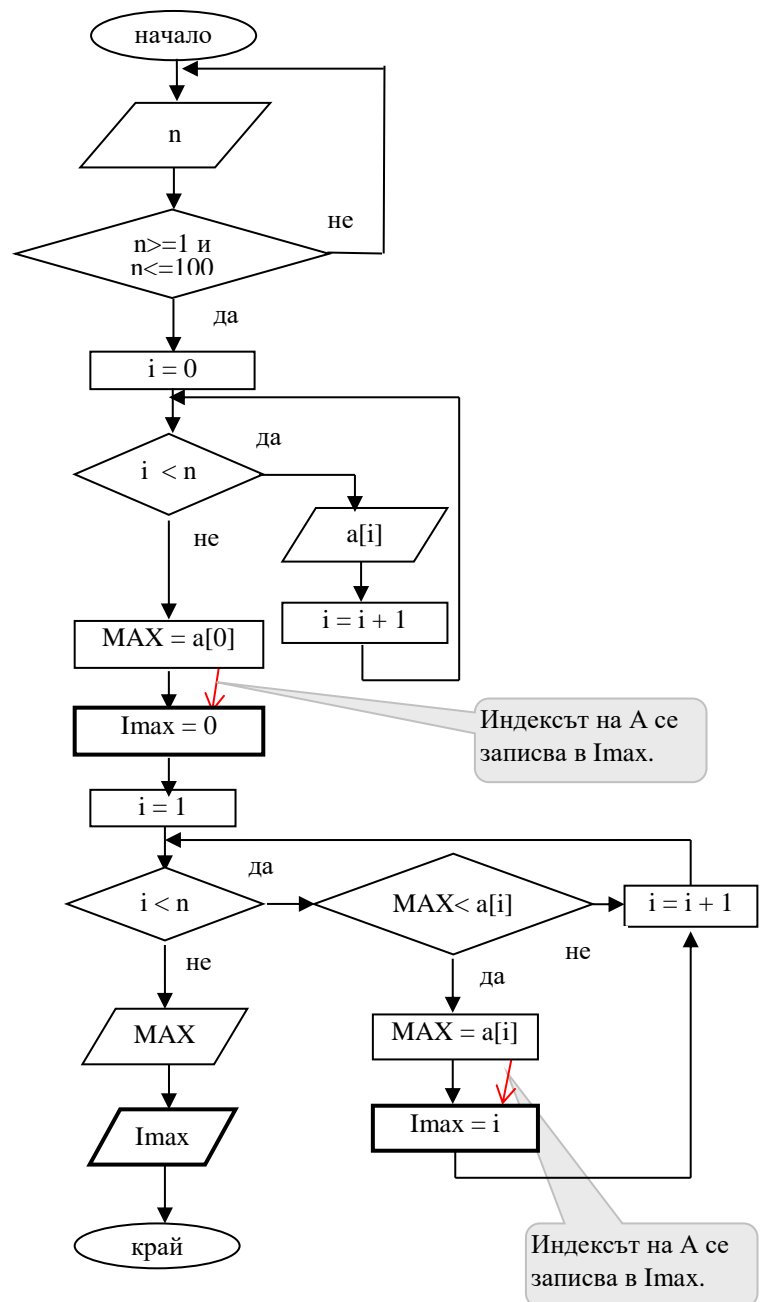 начало
n
не
n>=1 и
n<=100
да
i = 0
да
i < n
a[i]
не
i = i + 1
MAX = a[0]
Imax = 0
Индексът на А се
записва в Imax.
i = 1
да
i < n
MAX< a[i]
i = i + 1
не
не
да
MAX
MAX = a[i]
Imax
Imax = i
край
Индексът на А се
записва в Imax.